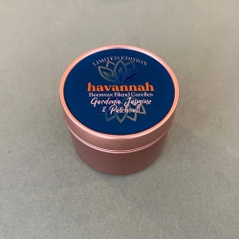 LIMITED EDITION
havannah
Beeswax Blend Candles
Gardenia, Jasmine
& Patchouli